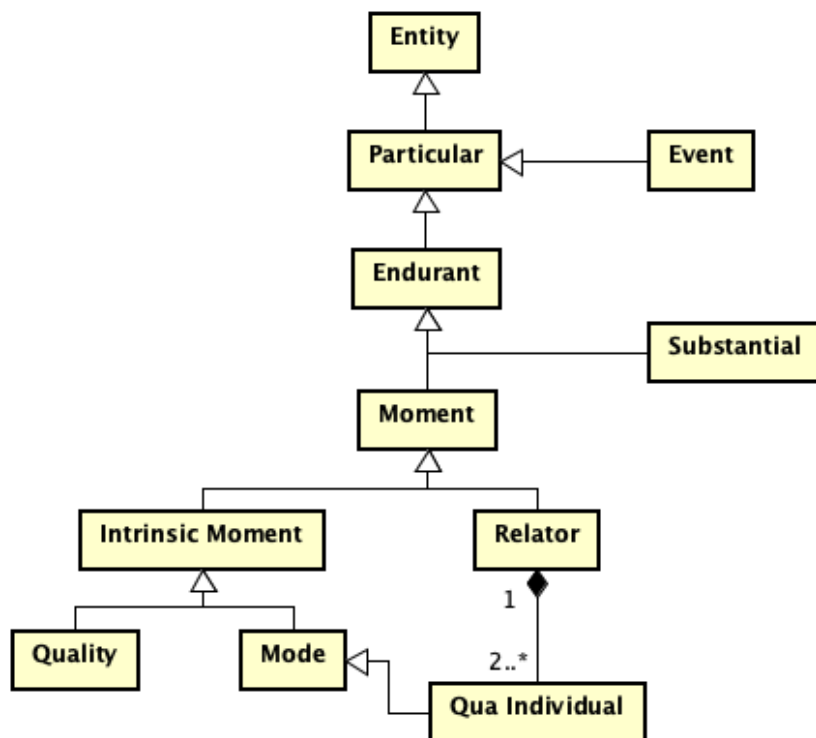 Entity
Particular
Event
Endurant
Substantial
Moment
Intrinsic Moment
Relator
1
Quality
Mode
2..*
Qua Individual